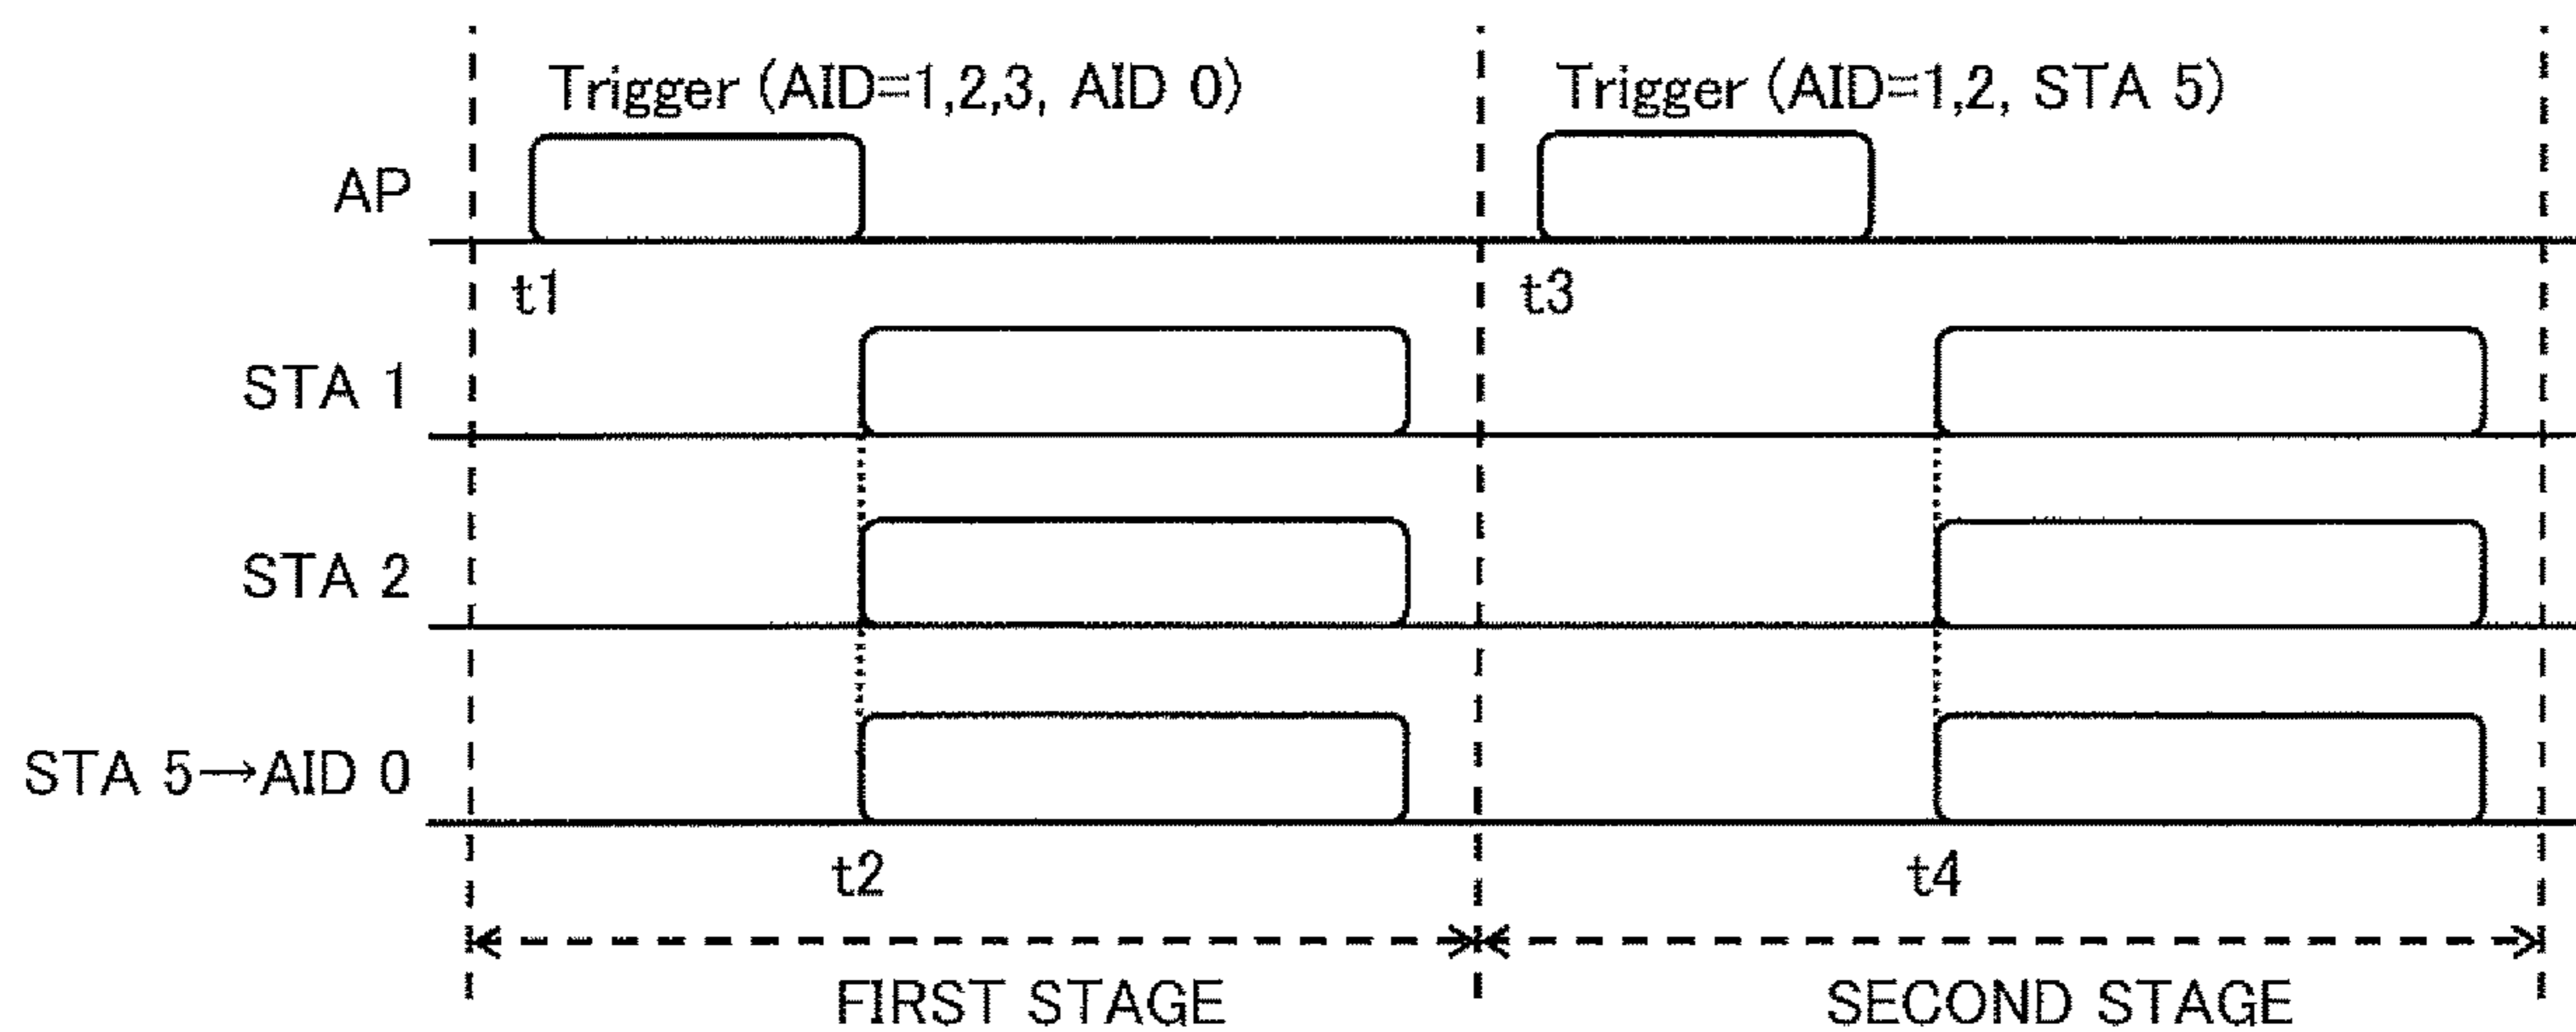 Trigger (AID=1,2,3, AID 0)
Trigger (AID=1,2, STA 5)
AP
t1
t3
STA 1
STA 2
STA 5→AID 0
t2
t4
FIRST STAGE
SECOND STAGE